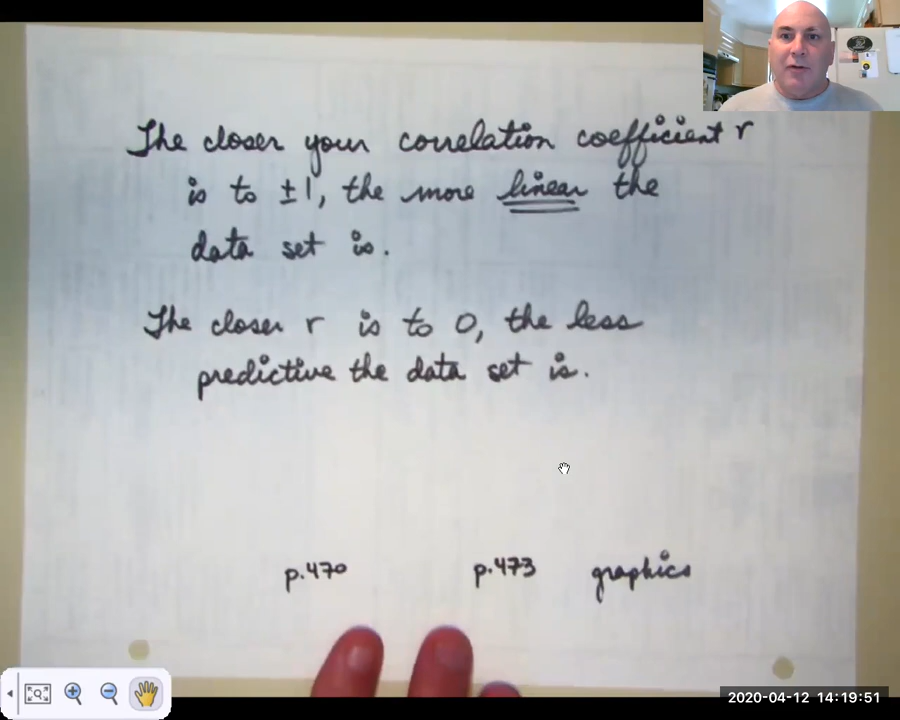 The closer your correlation coefficient r
is to ±1, the more linear the
data set is.
The closer r is to 0, the less
predictive the data set is.
p.470 p.473 graphics
2020-04-12 14:19:51